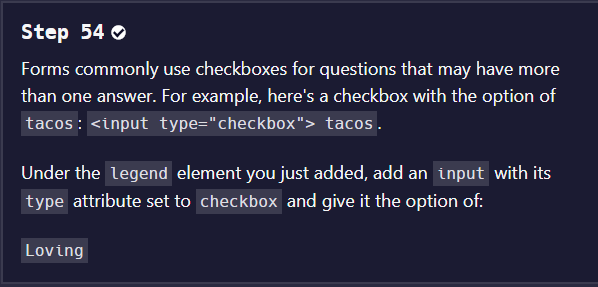 Step 54
Forms commonly use checkboxes for questions that may have more
than one answer. For example, here's a checkbox with the option of
tacos: <input type="checkbox"> tacos.
Under the legend element you just added, add an input with its
type attribute set to checkbox and give it the option of:
Loving